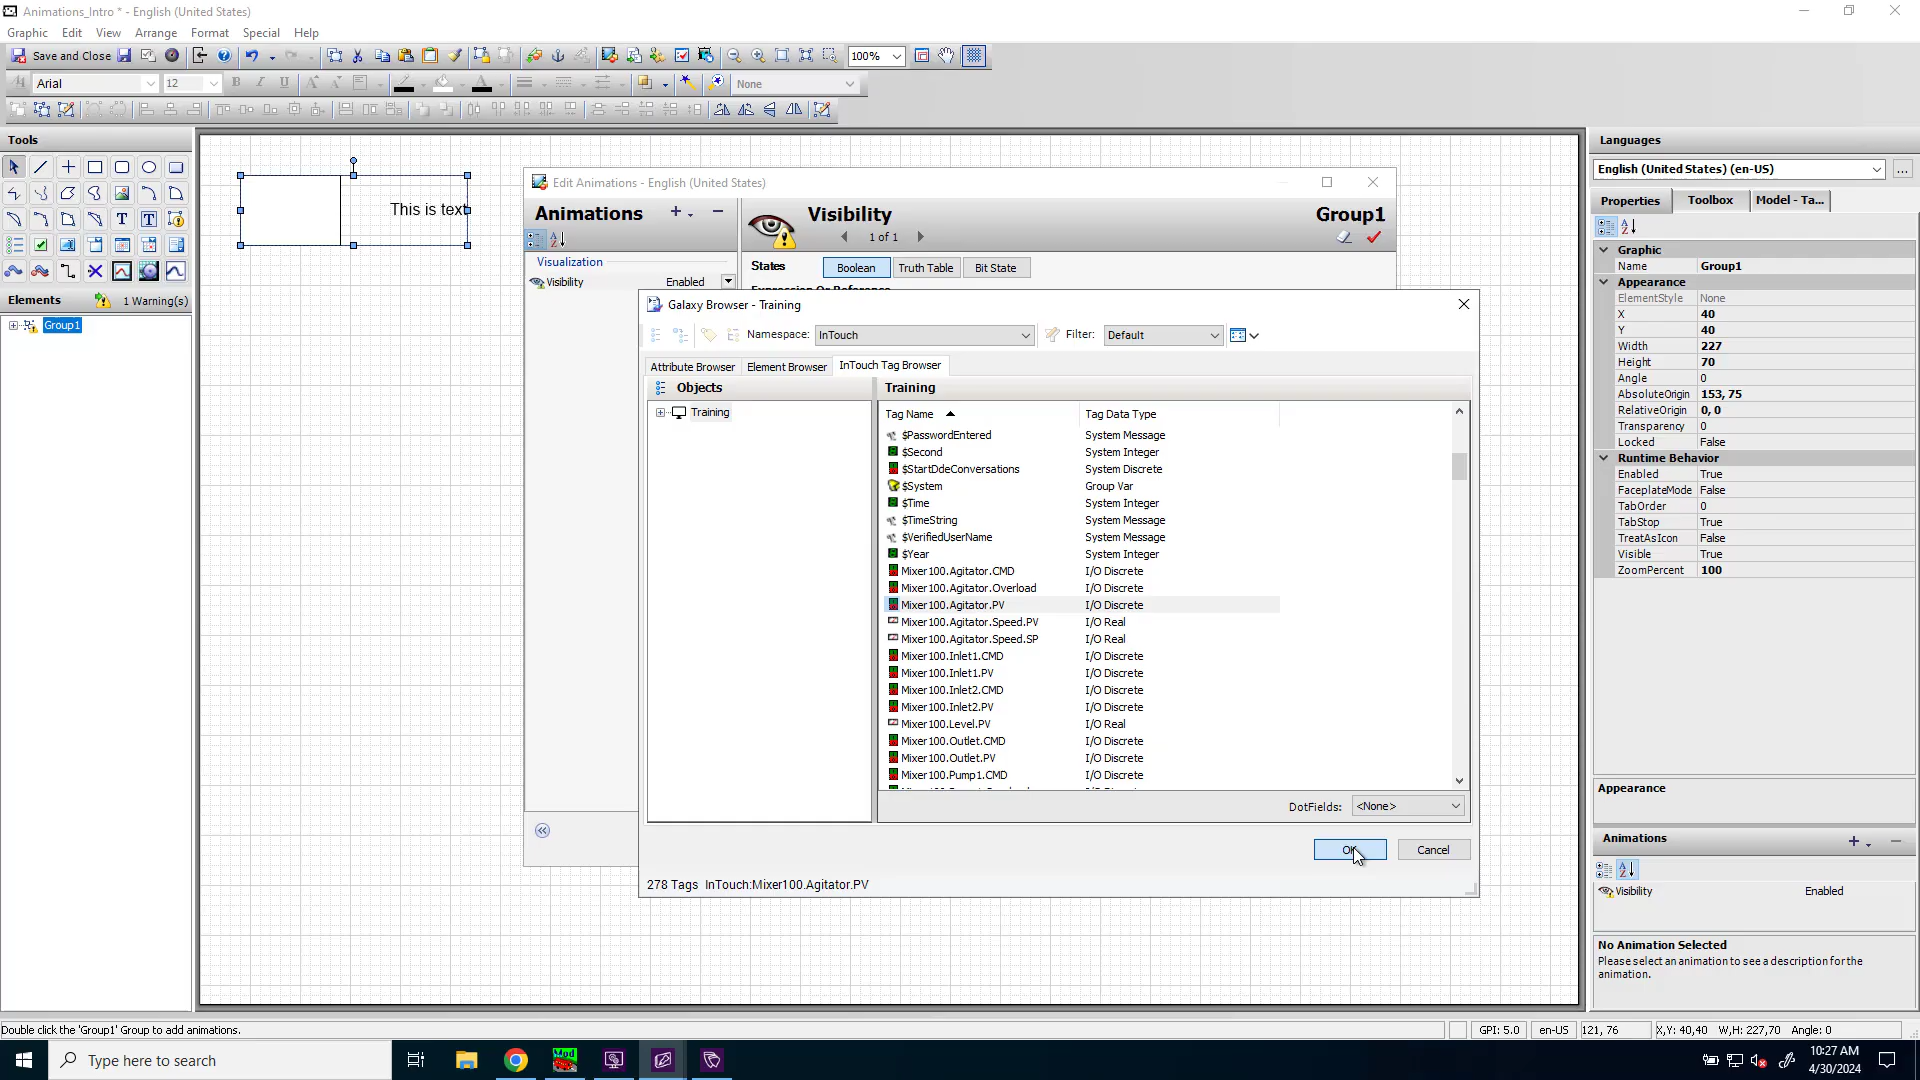 Animations_Intro * - English (United States)
Graphic Edit View Arrange Format Special Help
Save and Close 100%
Arial 12 None
Tools
This is text
Elements 1 Warning(s)
Group1
Edit Animations - English (United States)
Animations Visibility Group1
1 of 1
Visualization
Visibility Enabled
States Boolean Truth Table Bit State
Expression Or Reference
Galaxy Browser - Training
Namespace: InTouch Filter: Default
Attribute Browser Element Browser InTouch Tag Browser
Objects Training
Training
Tag Name Tag Data Type
$PasswordEntered System Message
$Second System Integer
$StartDdeConversations System Discrete
$System Group Var
$Time System Integer
$TimeString System Message
$VerifiedUserName System Message
$Year System Integer
Mixer100.Agitator.CMD I/O Discrete
Mixer100.Agitator.Overload I/O Discrete
Mixer100.Agitator.PV I/O Discrete
Mixer100.Agitator.Speed.PV I/O Real
Mixer100.Agitator.Speed.SP I/O Real
Mixer100.Inlet1.CMD I/O Discrete
Mixer100.Inlet1.PV I/O Discrete
Mixer100.Inlet2.CMD I/O Discrete
Mixer100.Inlet2.PV I/O Discrete
Mixer100.Level.PV I/O Real
Mixer100.Outlet.CMD I/O Discrete
Mixer100.Outlet.PV I/O Discrete
Mixer100.Pump1.CMD I/O Discrete
DotFields: <None>
OK Cancel
278 Tags InTouch:Mixer100.Agitator.PV
Languages
English (United States) (en-US) ...
Properties Toolbox Model - Ta...
Graphic
Name Group1
Appearance
ElementStyle None
X 40
Y 40
Width 227
Height 70
Angle 0
AbsoluteOrigin 153, 75
RelativeOrigin 0, 0
Transparency 0
Locked False
Runtime Behavior
Enabled True
FaceplateMode False
TabOrder 0
TabStop True
TreatAsIcon False
Visible True
ZoomPercent 100
Appearance
Animations
Visibility Enabled
No Animation Selected
Please select an animation to see a description for the
animation.
Double click the 'Group1' Group to add animations.
GPI: 5.0 en-US 121, 76 X,Y: 40,40 W,H: 227,70 Angle: 0
Type here to search
10:27 AM
4/30/2024